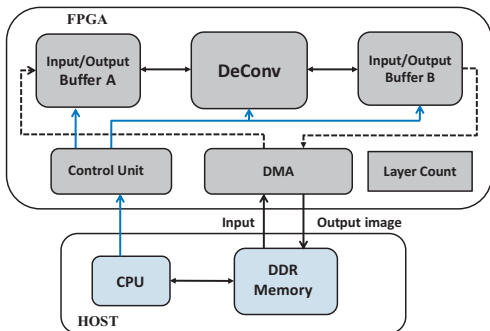 FPGA
Input/Output
Buffer A
DeConv
Input/Output
Buffer B
Control Unit
DMA
Layer Count
Input
Output image
CPU
DDR
Memory
HOST